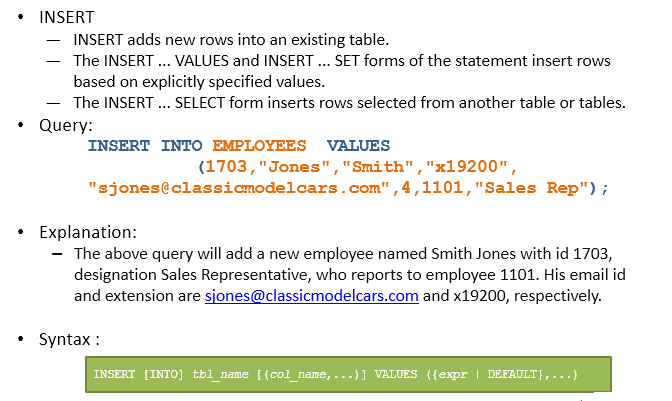 • INSERT
— INSERT adds new rows into an existing table.
— The INSERT ... VALUES and INSERT ... SET forms of the statement insert rows
based on explicitly specified values.
— The INSERT ... SELECT form inserts rows selected from another table or tables.
• Query:
INSERT INTO EMPLOYEES VALUES
(1703,"Jones","Smith","x19200",
"sjones@classicmodelcars.com",4,1101,"Sales Rep");
• Explanation:
– The above query will add a new employee named Smith Jones with id 1703,
designation Sales Representative, who reports to employee 1101. His email id
and extension are sjones@classicmodelcars.com and x19200, respectively.
• Syntax :
INSERT [INTO] tbl_name [(col_name,...)] VALUES ({expr | DEFAULT},...)